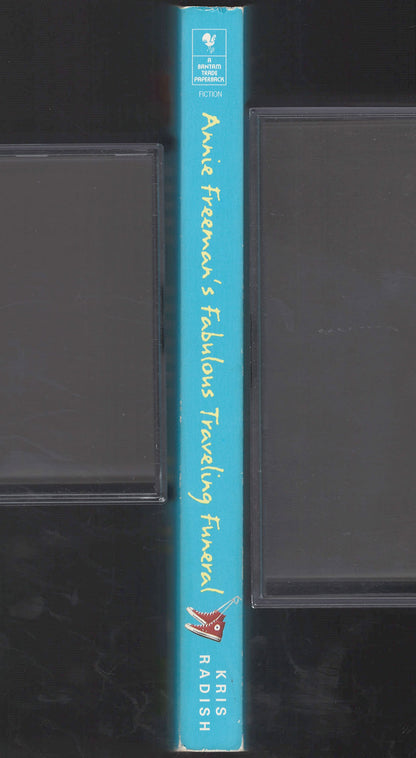 A
BANTAM
TRADE
PAPERBACK
FICTION
Annie Freeman's Fabulous Traveling Funeral
KRIS
RADISH